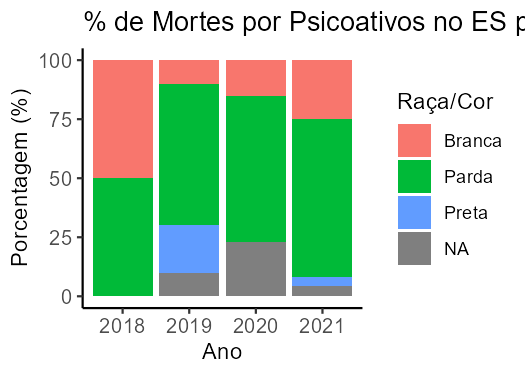 % de Mortes por Psicoativos no ES p
Porcentagem (%)
100
75
50
25
0
2018 2019 2020 2021
Ano
Raça/Cor
Branca
Parda
Preta
NA